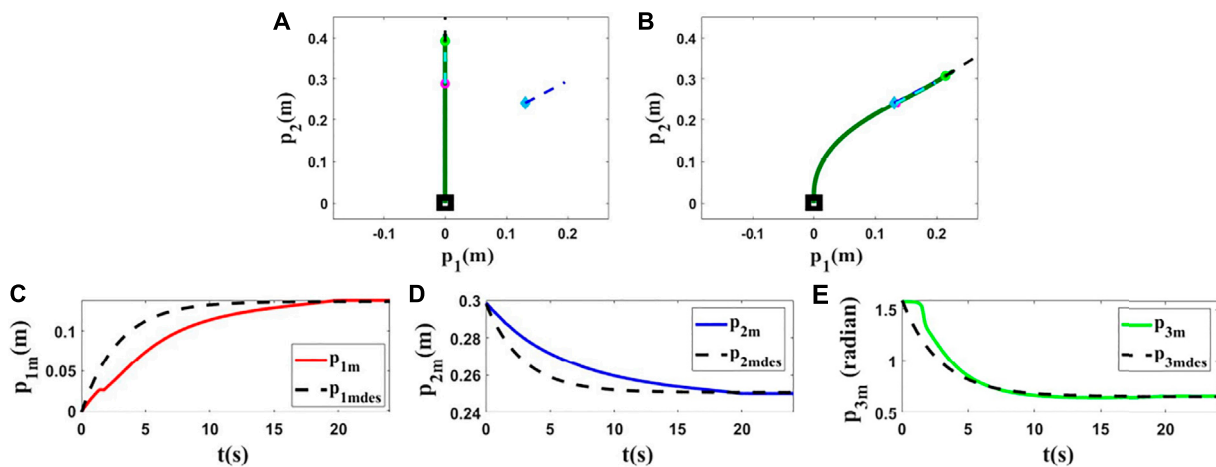 A
B
p2(m)
0.4
0.3
0.2
0.1
0
-0.1
0
0.1
0.2
p1(m)
p2(m)
0.4
0.3
0.2
0.1
0
-0.1
0
0.1
0.2
p1(m)
C
D
E
p1m(m)
0.1
0.05
0
p1m
p1mdes
0
5
10
15
20
t(s)
p2m(m)
0.3
0.28
0.26
0.24
p2m
p2mdes
0
5
10
15
20
t(s)
p3m (radian)
1.5
1
0.5
p3m
p3mdes
0
5
10
15
20
t(s)